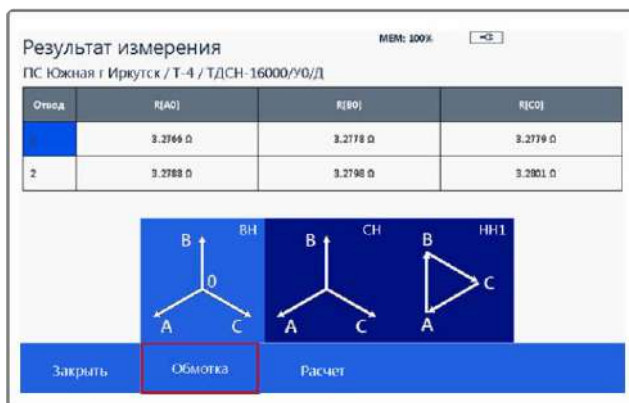 MEM: 100%
Результат измерения
ПС Южная г Иркутск / Т-4 / ТДСН-16000/У0/Д
Отвод R[A0] R[B0] R[C0]
3.2766 Ω 3.2778 Ω 3.2779 Ω
2 3.2788 Ω 3.2798 Ω 3.2801 Ω
ВН СН НН1
B B B
0 C
A C A C A
Закрыть Обмотка Расчет